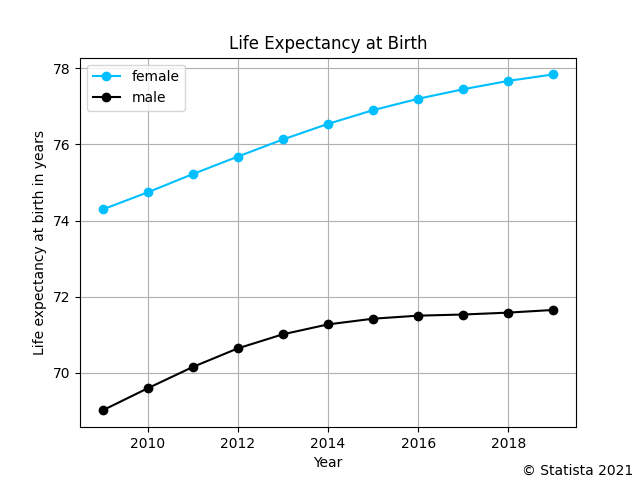 Life Expectancy at Birth
female
male
78
76
74
72
70
Life expectancy at birth in years
2010 2012 2014 2016 2018
Year
© Statista 2021